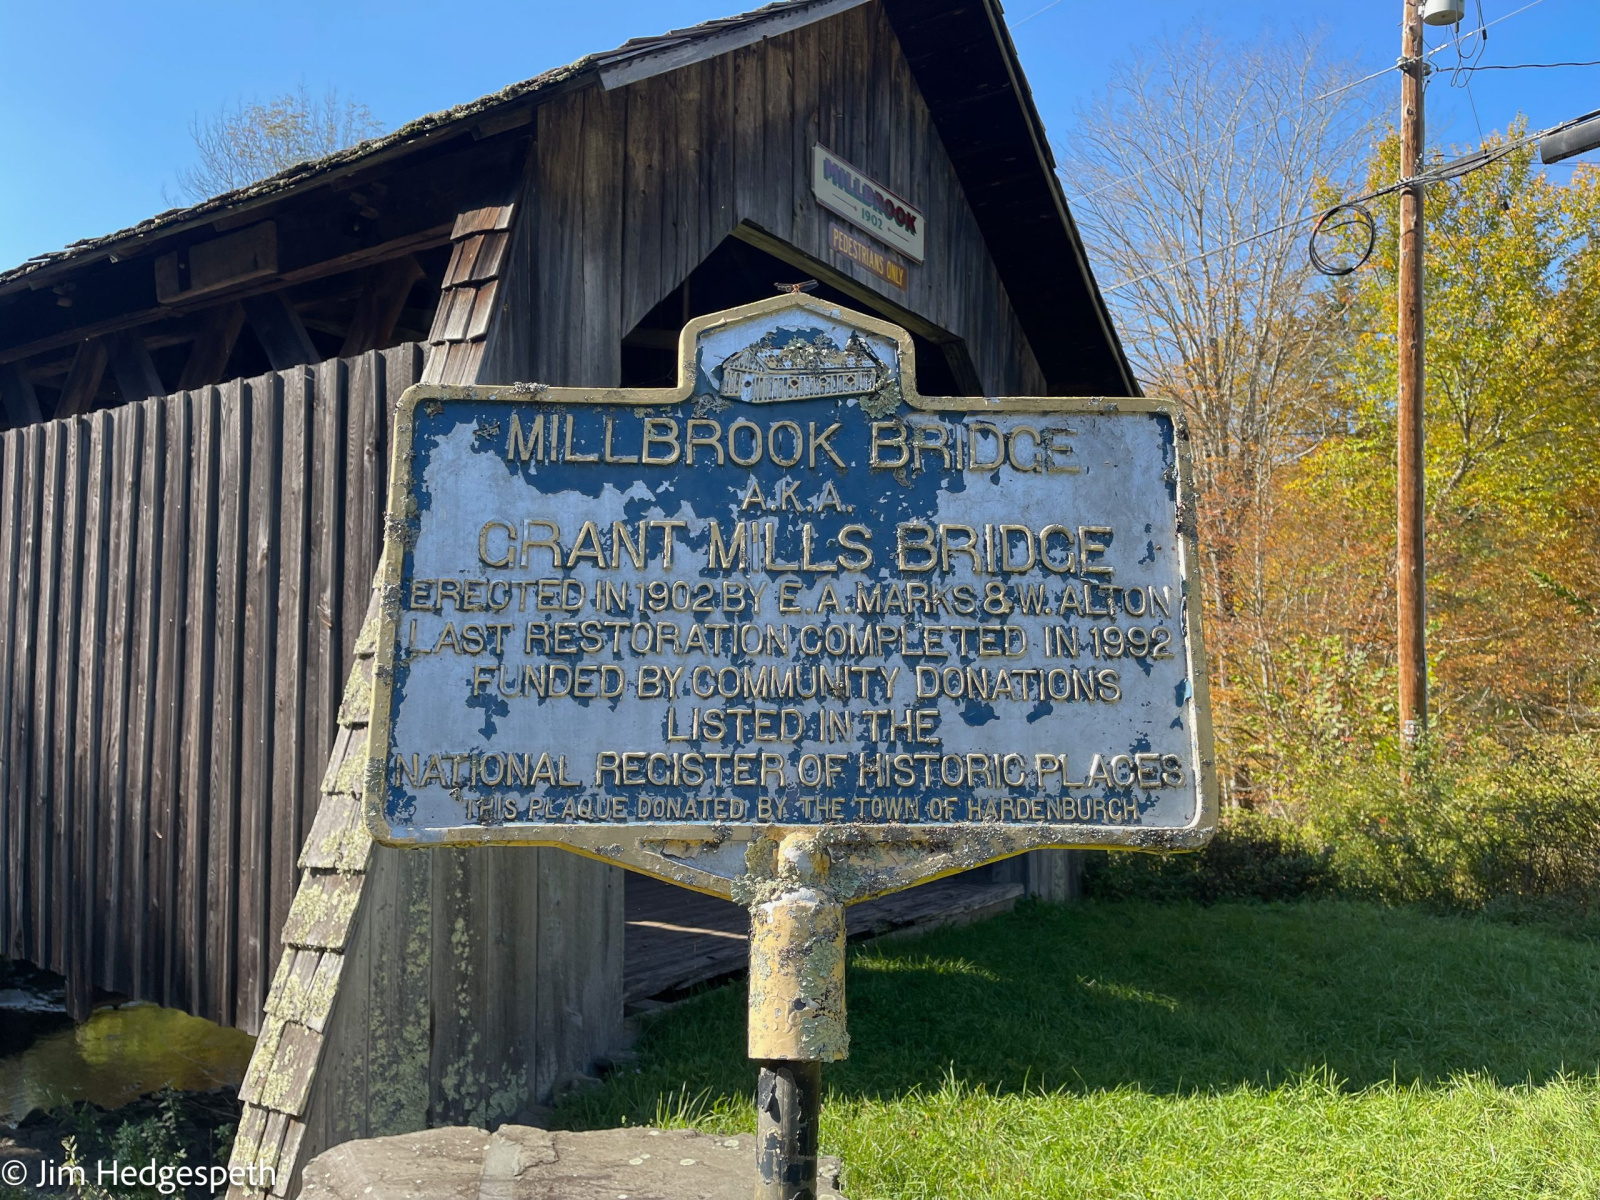 MILLBROOK
1902
PEDESTRIANS ONLY
MILLBROOK BRIDGE
A.K.A.
GRANT MILLS BRIDGE
ERECTED IN 1902 BY E. A. MARKS & W. ALTON
LAST RESTORATION COMPLETED IN 1992
FUNDED BY COMMUNITY DONATIONS
LISTED IN THE
NATIONAL REGISTER OF HISTORIC PLACES
THIS PLAQUE DONATED BY THE TOWN OF HARDENBURGH
© Jim Hedgespeth